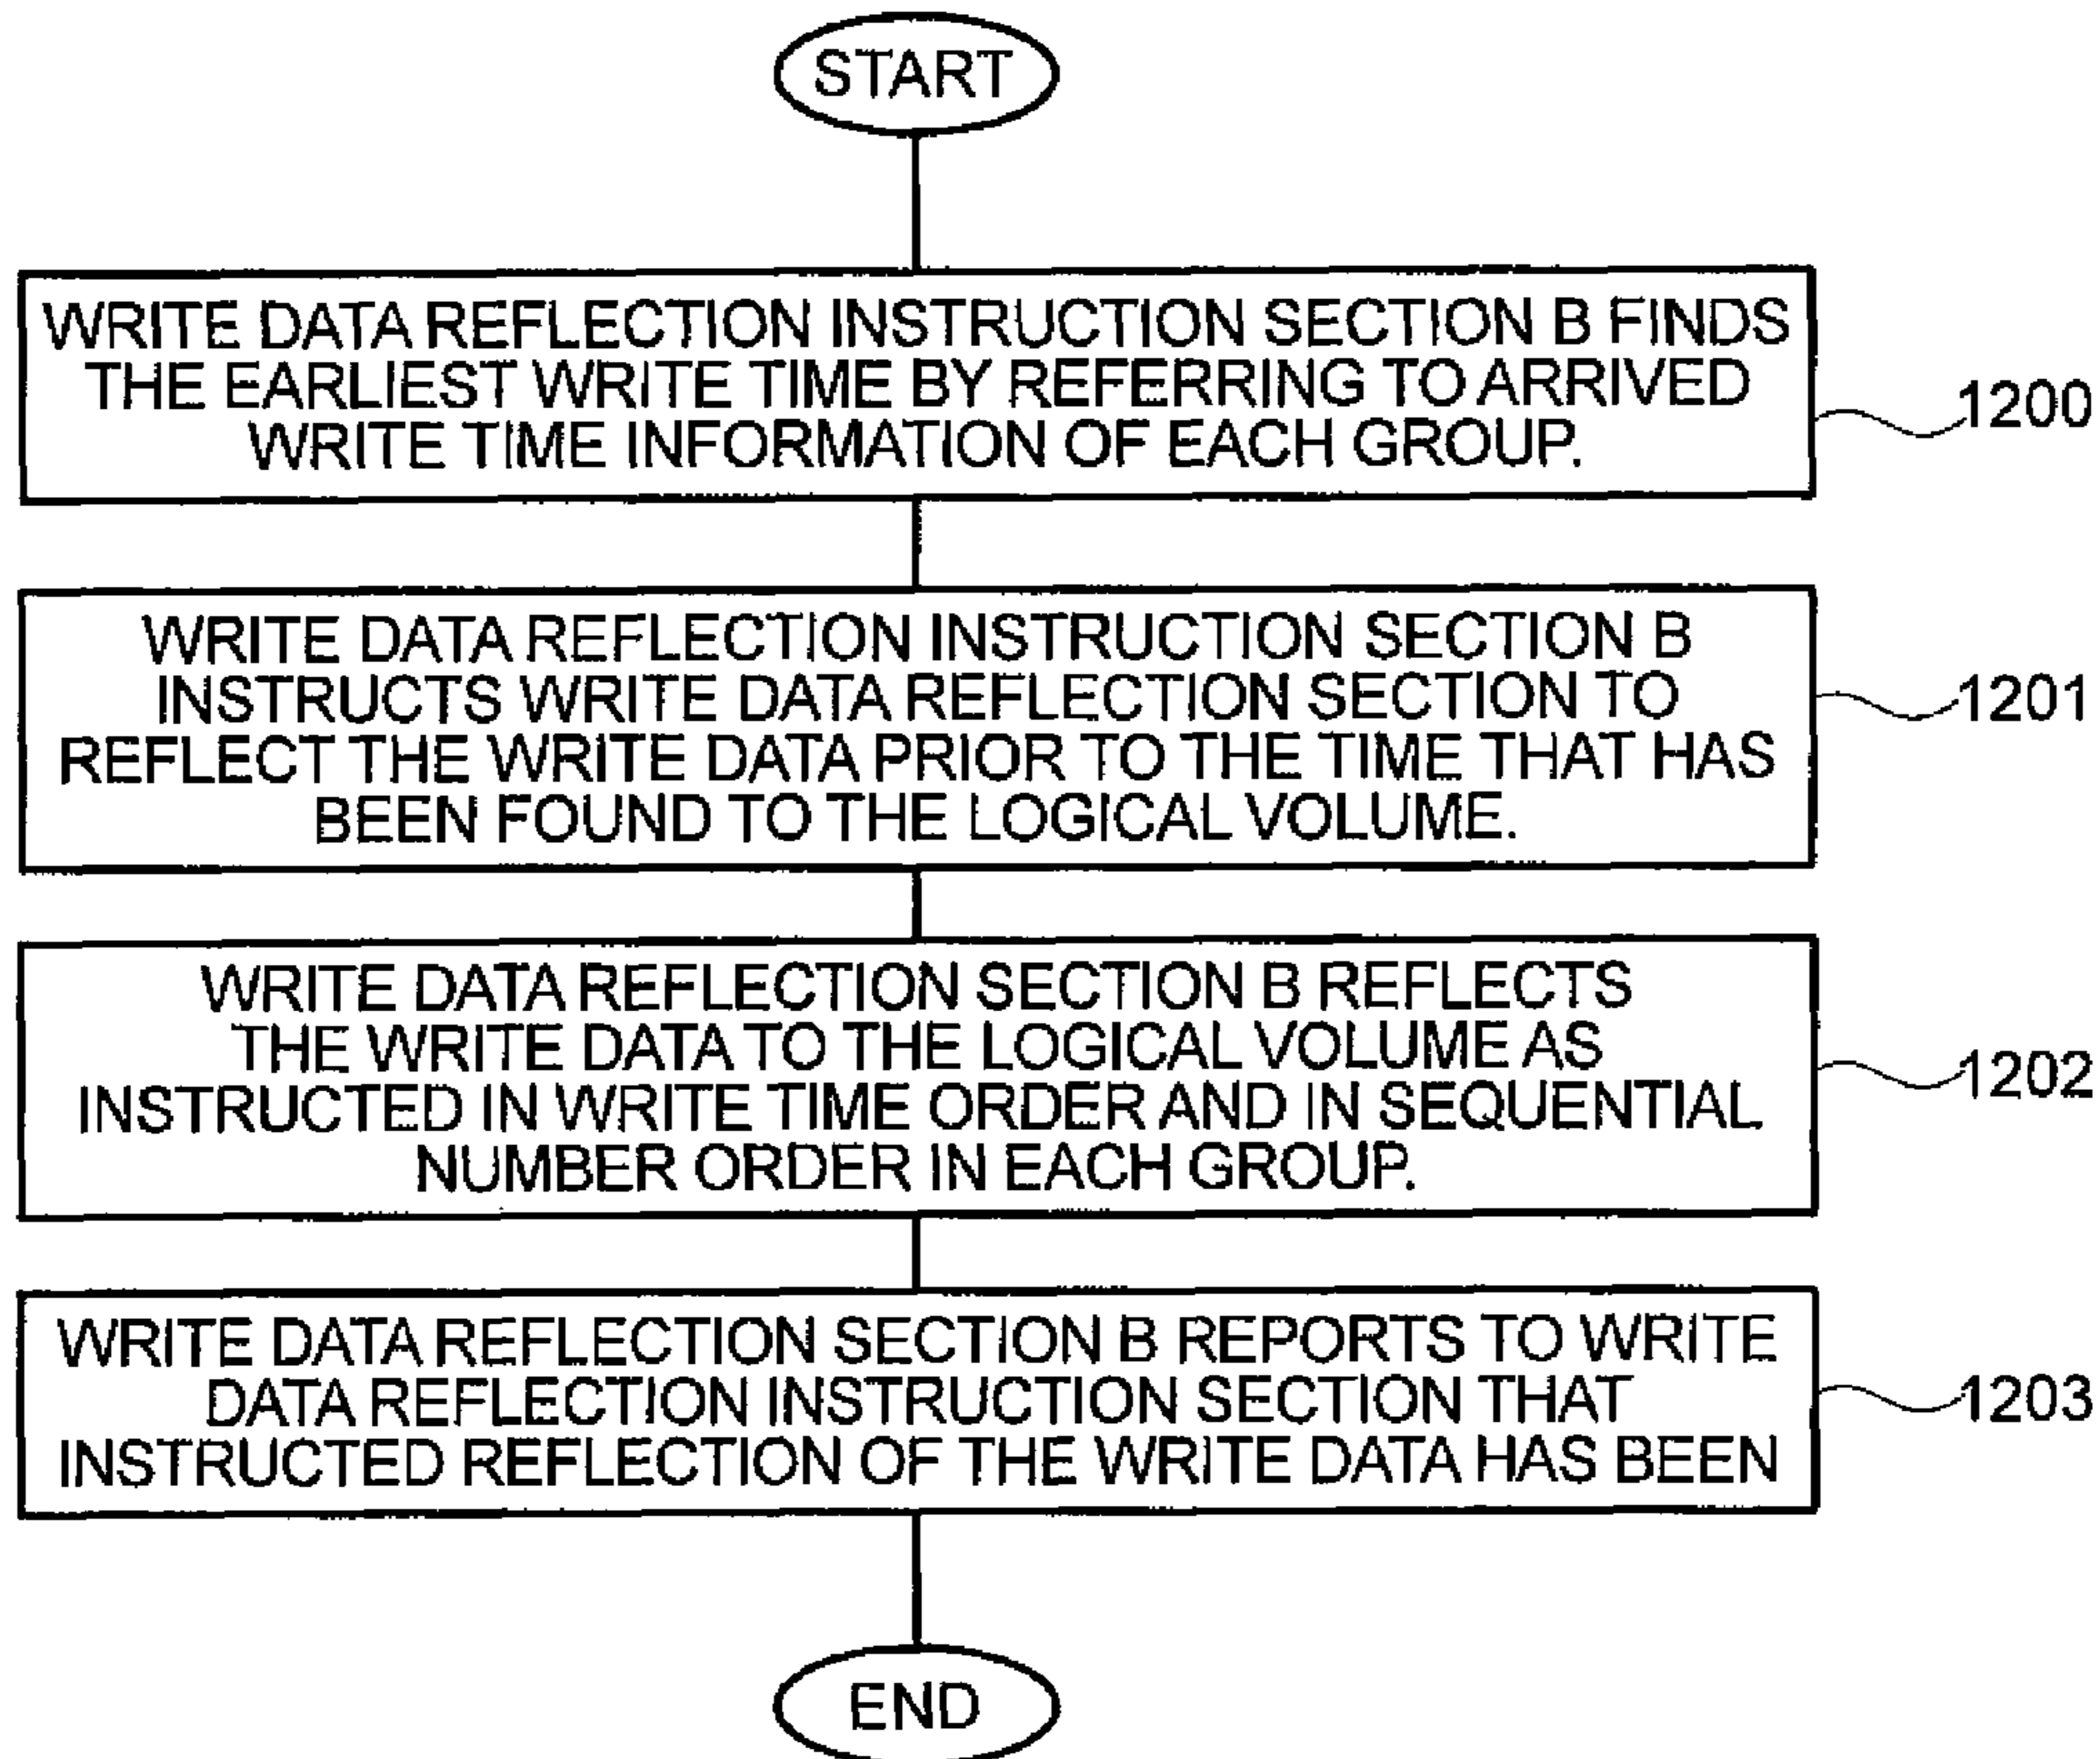 START
WRITE DATA REFLECTION INSTRUCTION SECTION B FINDS
THE EARLIEST WRITE TIME BY REFERRING TO ARRIVED
WRITE TIME INFORMATION OF EACH GROUP.
1200
WRITE DATA REFLECTION INSTRUCTION SECTION B
INSTRUCTS WRITE DATA REFLECTION SECTION TO
REFLECT THE WRITE DATA PRIOR TO THE TIME THAT HAS
BEEN FOUND TO THE LOGICAL VOLUME.
1201
WRITE DATA REFLECTION SECTION B REFLECTS
THE WRITE DATA TO THE LOGICAL VOLUME AS
INSTRUCTED IN WRITE TIME ORDER AND IN SEQUENTIAL
NUMBER ORDER IN EACH GROUP.
1202
WRITE DATA REFLECTION SECTION B REPORTS TO WRITE
DATA REFLECTION INSTRUCTION SECTION THAT
INSTRUCTED REFLECTION OF THE WRITE DATA HAS BEEN
1203
END